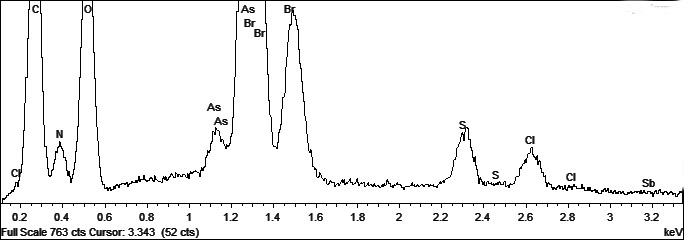 C O As Br
Br
Br
As
As
N
S
Cl
Cl
S
Cl
Sb
0.2 0.4 0.6 0.8 1 1.2 1.4 1.6 1.8 2 2.2 2.4 2.6 2.8 3 3.2
Full Scale 763 cts Cursor: 3.343 (52 cts) keV